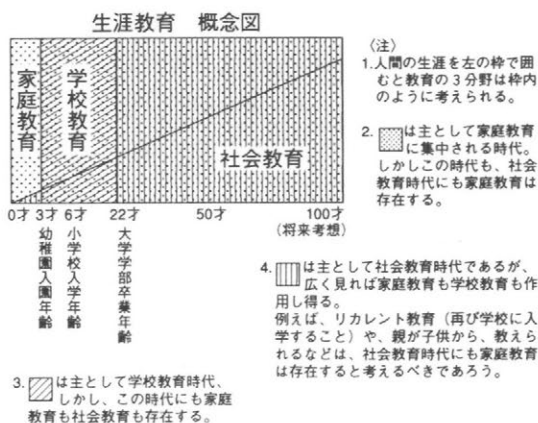 生涯教育　概念図
家庭教育
学校教育
社会教育
0才 3才 6才 22才 50才 100才
(将来考想)
幼稚園入園年齢
小学校入学年齢
大学学部卒業年齢
〈注〉
1.人間の生涯を左の枠で囲
むと教育の３分野は枠内
のように考えられる。
2. は主として家庭教育
に集中される時代。
しかしこの時代も、社会
教育時代にも家庭教育は
存在する。
4. は主として社会教育時代であるが、
広く見れば家庭教育も学校教育も作
用し得る。
例えば、リカレント教育（再び学校に入
学すること）や、親が子供から、教えら
れるなどは、社会教育時代にも家庭教育
は存在すると考えるべきであろう。
3. は主として学校教育時代、
しかし、この時代にも家庭
教育も社会教育も存在する。